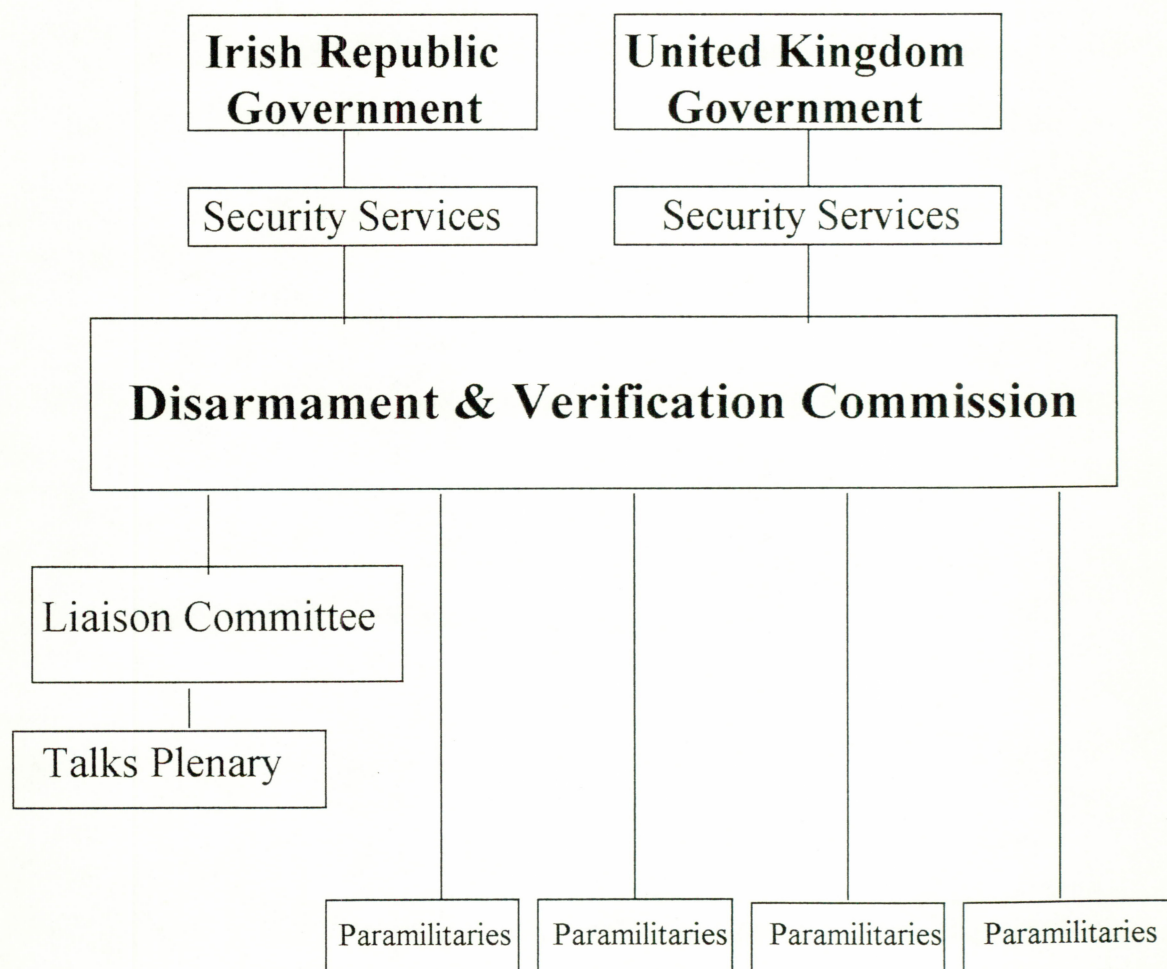 Irish Republic
Government
United Kingdom
Government
Security Services
Security Services
Disarmament & Verification Commission
Liaison Committee
Talks Plenary
Paramilitaries
Paramilitaries
Paramilitaries
Paramilitaries